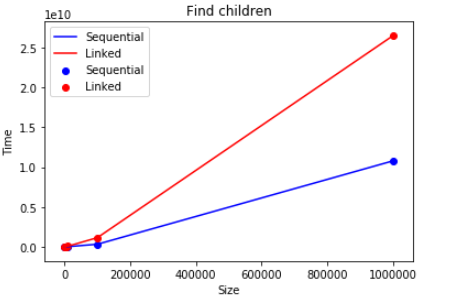 Find children
1e10
Sequential
Linked
Sequential
Linked
2.5
2.0
1.5
1.0
0.5
0.0
Time
0 200000 400000 600000 800000 1000000
Size